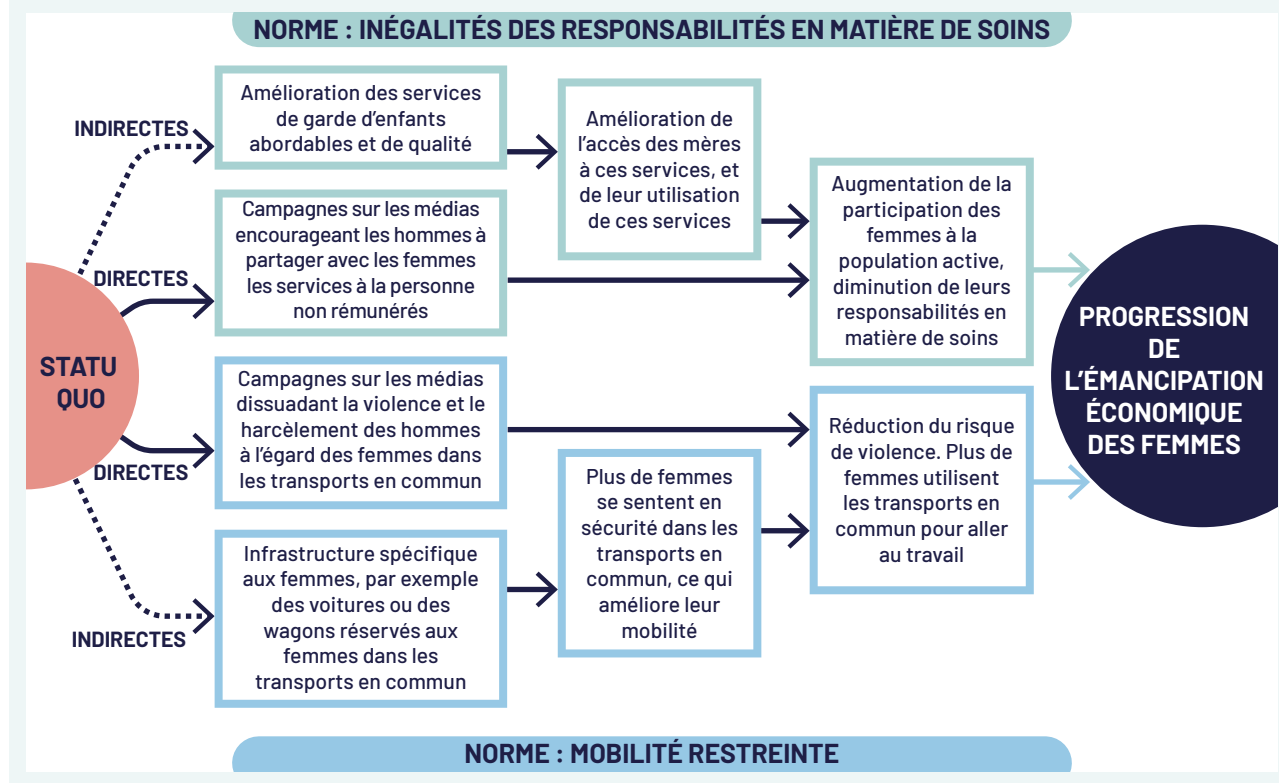 NORME : INÉGALITÉS DES RESPONSABILITÉS EN MATIÈRE DE SOINS
INDIRECTES
Amélioration des services
de garde d'enfants
abordables et de qualité
Amélioration de
l'accès des mères
à ces services, et
de leur utilisation
de ces services
DIRECTES
Campagnes sur les médias
encourageant les hommes à
partager avec les femmes
les services à la personne
non rémunérés
Augmentation de la
participation des
femmes à la
population active,
diminution de leurs
responsabilités en
matière de soins
STATU
QUO
PROGRESSION
DE
L'ÉMANCIPATION
ÉCONOMIQUE
DES FEMMES
DIRECTES
Campagnes sur les médias
dissuadant la violence et le
harcèlement des hommes
à l'égard des femmes dans
les transports en commun
Réduction du risque
de violence. Plus de
femmes utilisent
les transports en
commun pour aller
au travail
INDIRECTES
Infrastructure spécifique
aux femmes, par exemple
des voitures ou des
wagons réservés aux
femmes dans les
transports en commun
Plus de femmes
se sentent en
sécurité dans les
transports en
commun, ce qui
améliore leur
mobilité
NORME : MOBILITÉ RESTREINTE